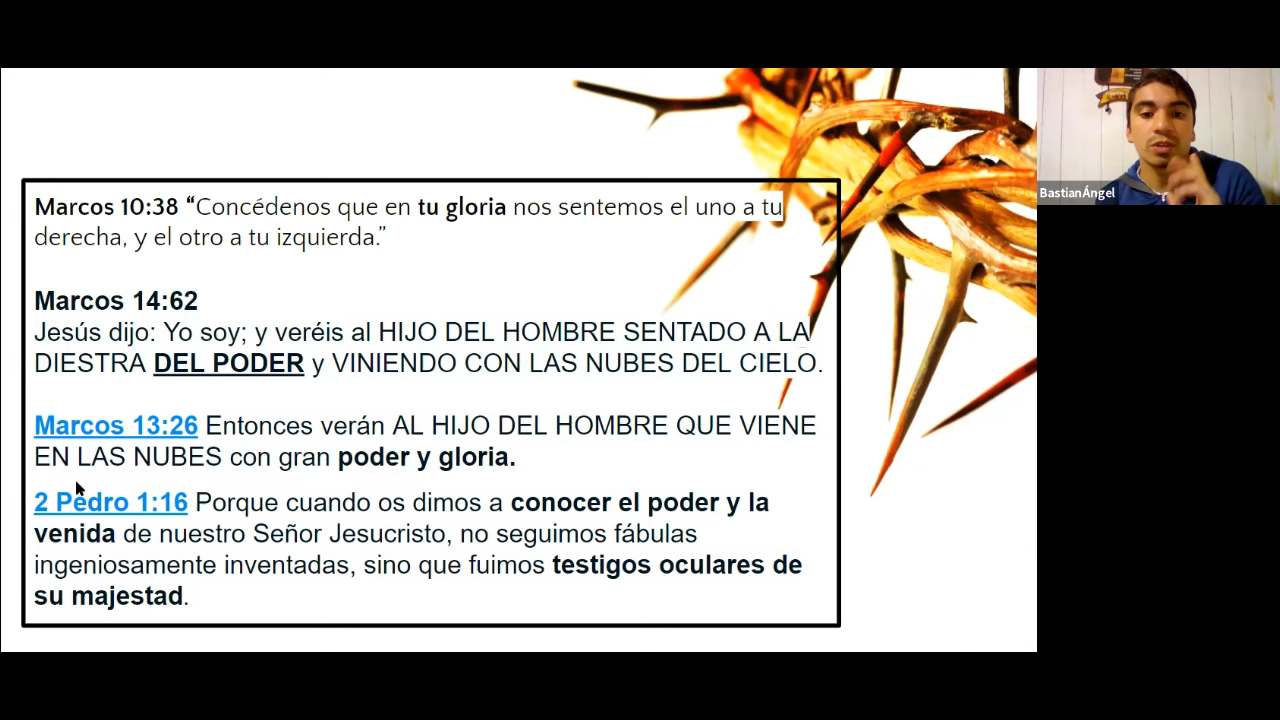 Marcos 10:38 “Concédenos que en tu gloria nos sentemos el uno a tu
derecha, y el otro a tu izquierda.”
Marcos 14:62
Jesús dijo: Yo soy; y veréis al HIJO DEL HOMBRE SENTADO A LA
DIESTRA DEL PODER y VINIENDO CON LAS NUBES DEL CIELO.
Marcos 13:26 Entonces verán AL HIJO DEL HOMBRE QUE VIENE
EN LAS NUBES con gran poder y gloria.
2 Pedro 1:16 Porque cuando os dimos a conocer el poder y la
venida de nuestro Señor Jesucristo, no seguimos fábulas
ingeniosamente inventadas, sino que fuimos testigos oculares de
su majestad.
BastianÁngel